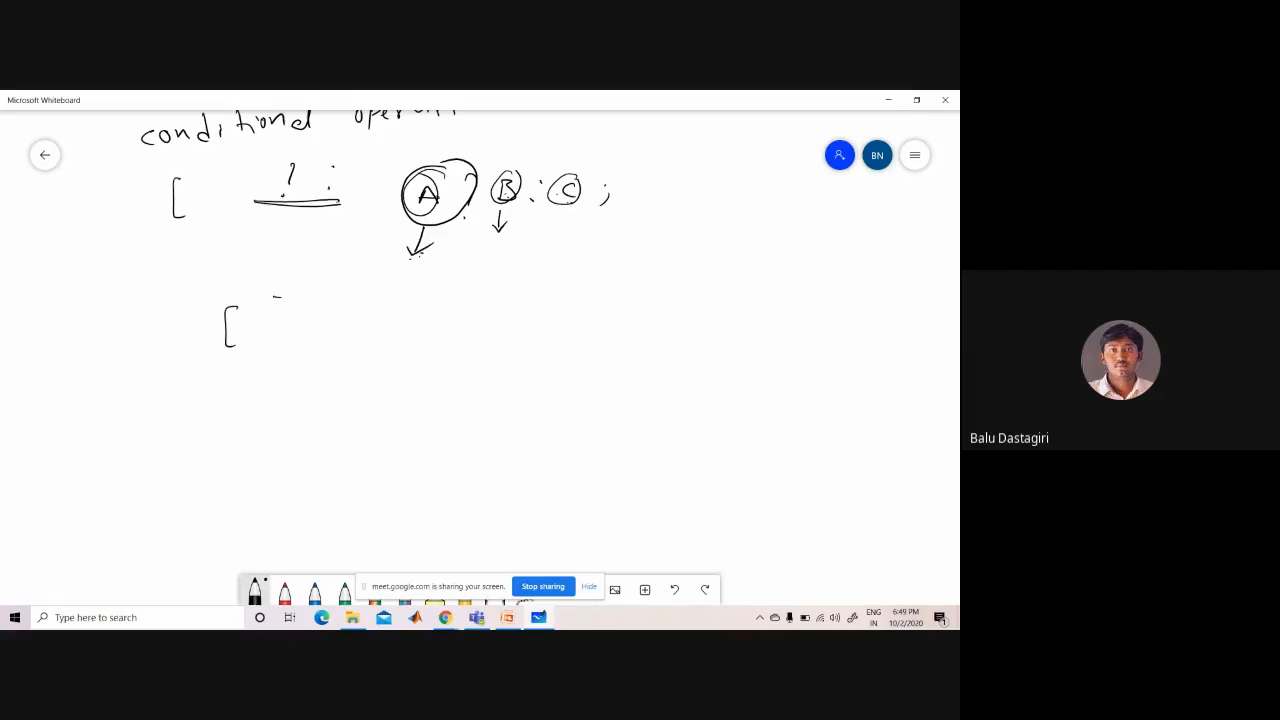 Microsoft Whiteboard
conditional
BN
[ ? : A ? B : C ;
[
Balu Dastagiri
meet.google.com is sharing your screen. Stop sharing Hide
Type here to search
ENG 6:49 PM
IN 10/2/2020